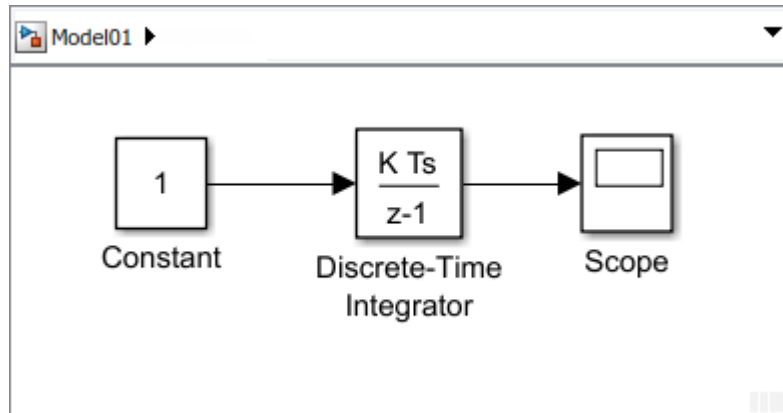 Model01
1
K Ts
z-1
Constant
Discrete-Time
Integrator
Scope